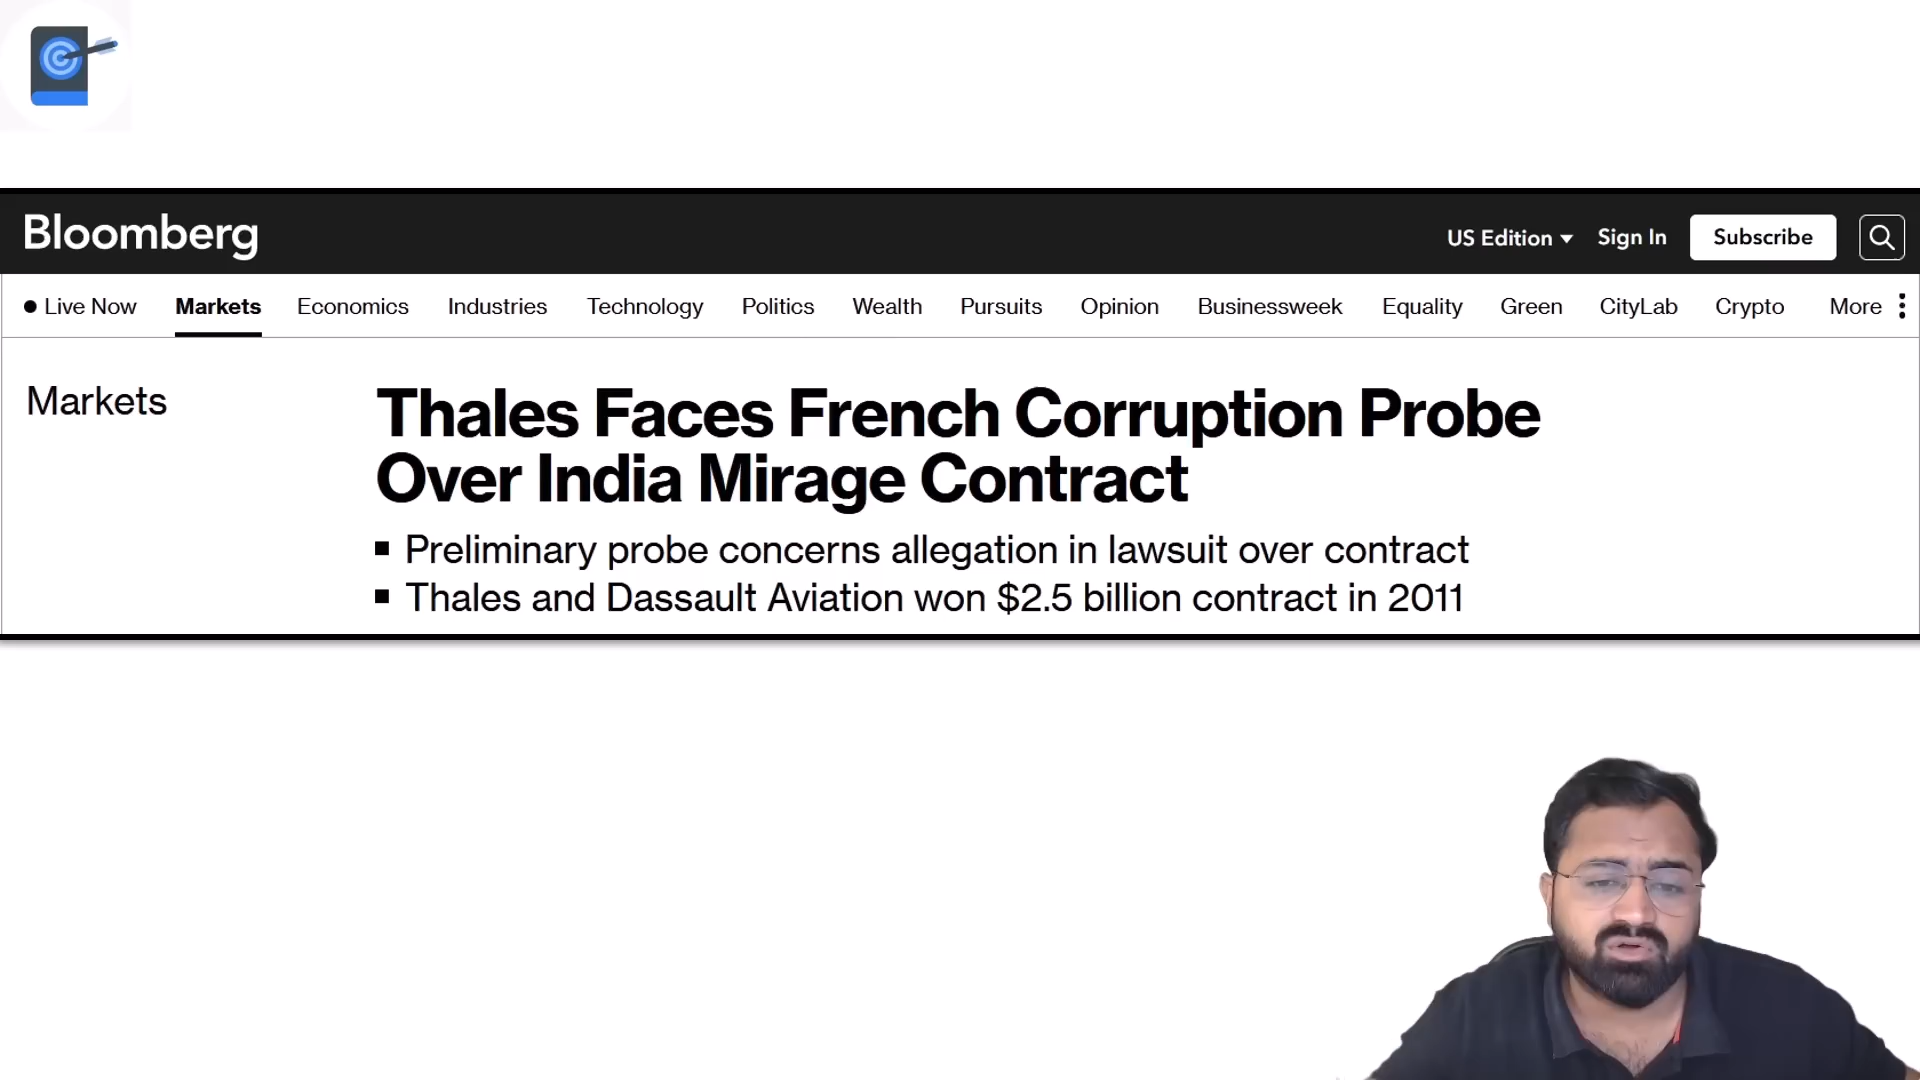 Bloomberg
US Edition
Sign In
Subscribe
Live Now
Markets
Economics
Industries
Technology
Politics
Wealth
Pursuits
Opinion
Businessweek
Equality
Green
CityLab
Crypto
More
Markets
Thales Faces French Corruption Probe
Over India Mirage Contract
Preliminary probe concerns allegation in lawsuit over contract
Thales and Dassault Aviation won $2.5 billion contract in 2011